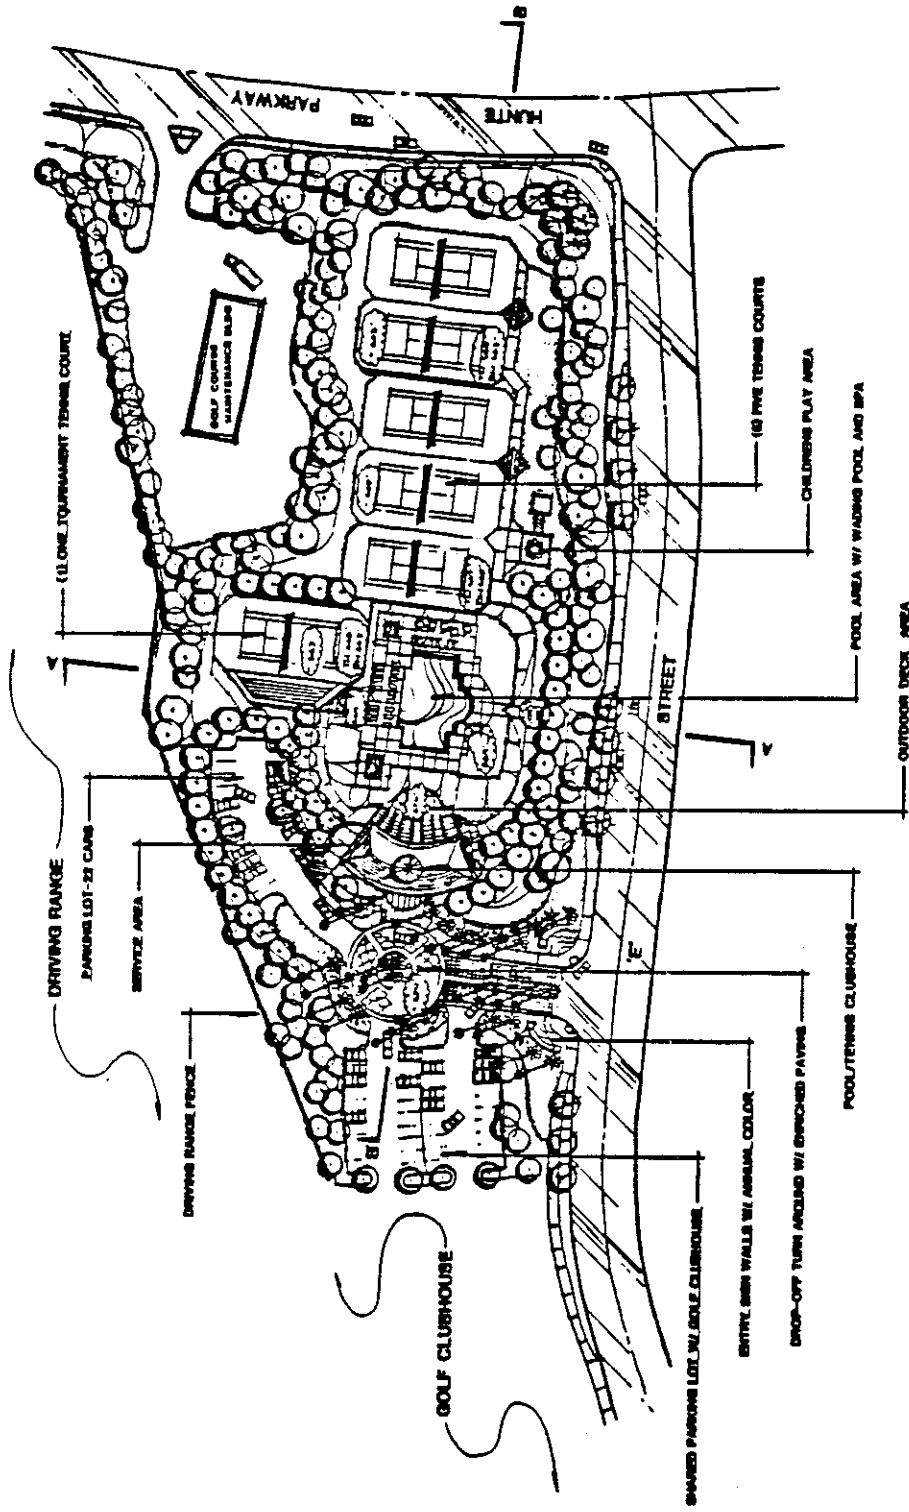 B
PARKWAY
HUNTE
GOLF COURSE
MAINTENANCE BLDG
(1) ONE TOURNAMENT TENNIS COURT
(5) FIVE TENNIS COURTS
CHILDRENS PLAY AREA
POOL AREA W/ WADING POOL AND SPA
OUTDOOR DECK AREA
A
A
STREET
"E"
DRIVING RANGE
PARKING LOT-22 CARS
SERVICE AREA
DRIVING RANGE FENCE
POOL/TENNIS CLUBHOUSE
B
GOLF CLUBHOUSE
DROP-OFF TURN AROUND W/ ENRICHED PAVING
ENTRY SIGN WALLS W/ ANNUAL COLOR
SHARED PARKING LOT W/ GOLF CLUBHOUSE